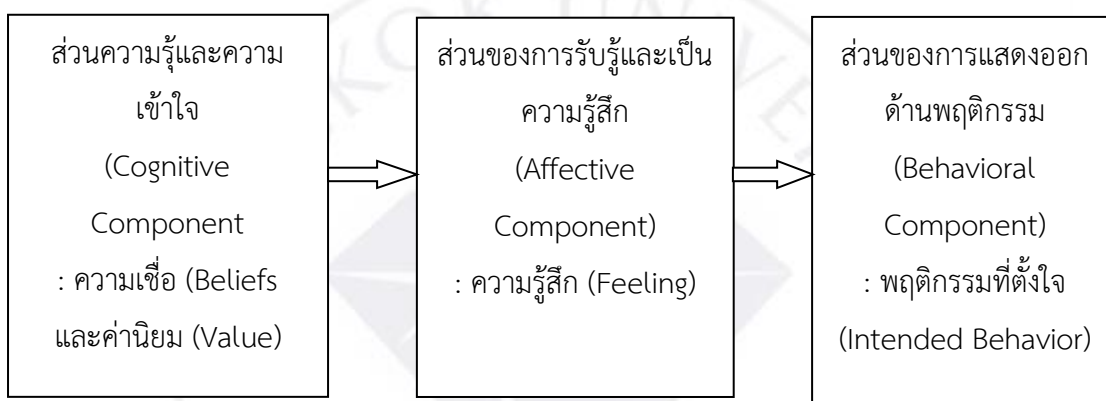 ส่วนความรู้และความ
เข้าใจ
(Cognitive
Component
: ความเชื่อ (Beliefs
และค่านิยม (Value)
ส่วนของการรับรู้และเป็น
ความรู้สึก
(Affective
Component)
: ความรู้สึก (Feeling)
ส่วนของการแสดงออก
ด้านพฤติกรรม
(Behavioral
Component)
: พฤติกรรมที่ตั้งใจ
(Intended Behavior)